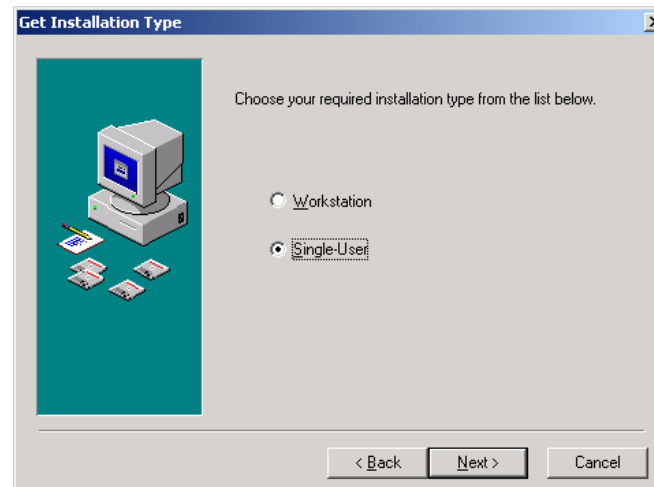 Get Installation Type
Choose your required installation type from the list below.
Workstation
Single-User
< Back
Next >
Cancel